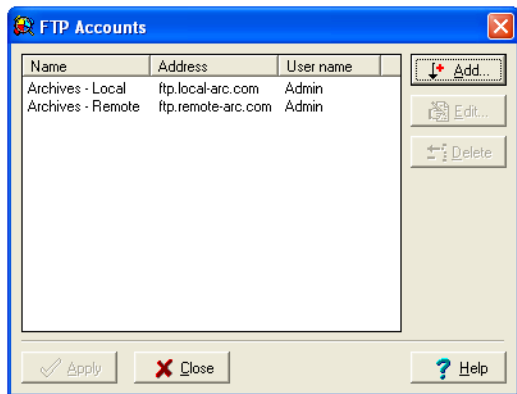 FTP Accounts
Name Address User name
Archives - Local ftp.local-arc.com Admin
Archives - Remote ftp.remote-arc.com Admin
Add...
Edit...
Delete
Apply Close Help